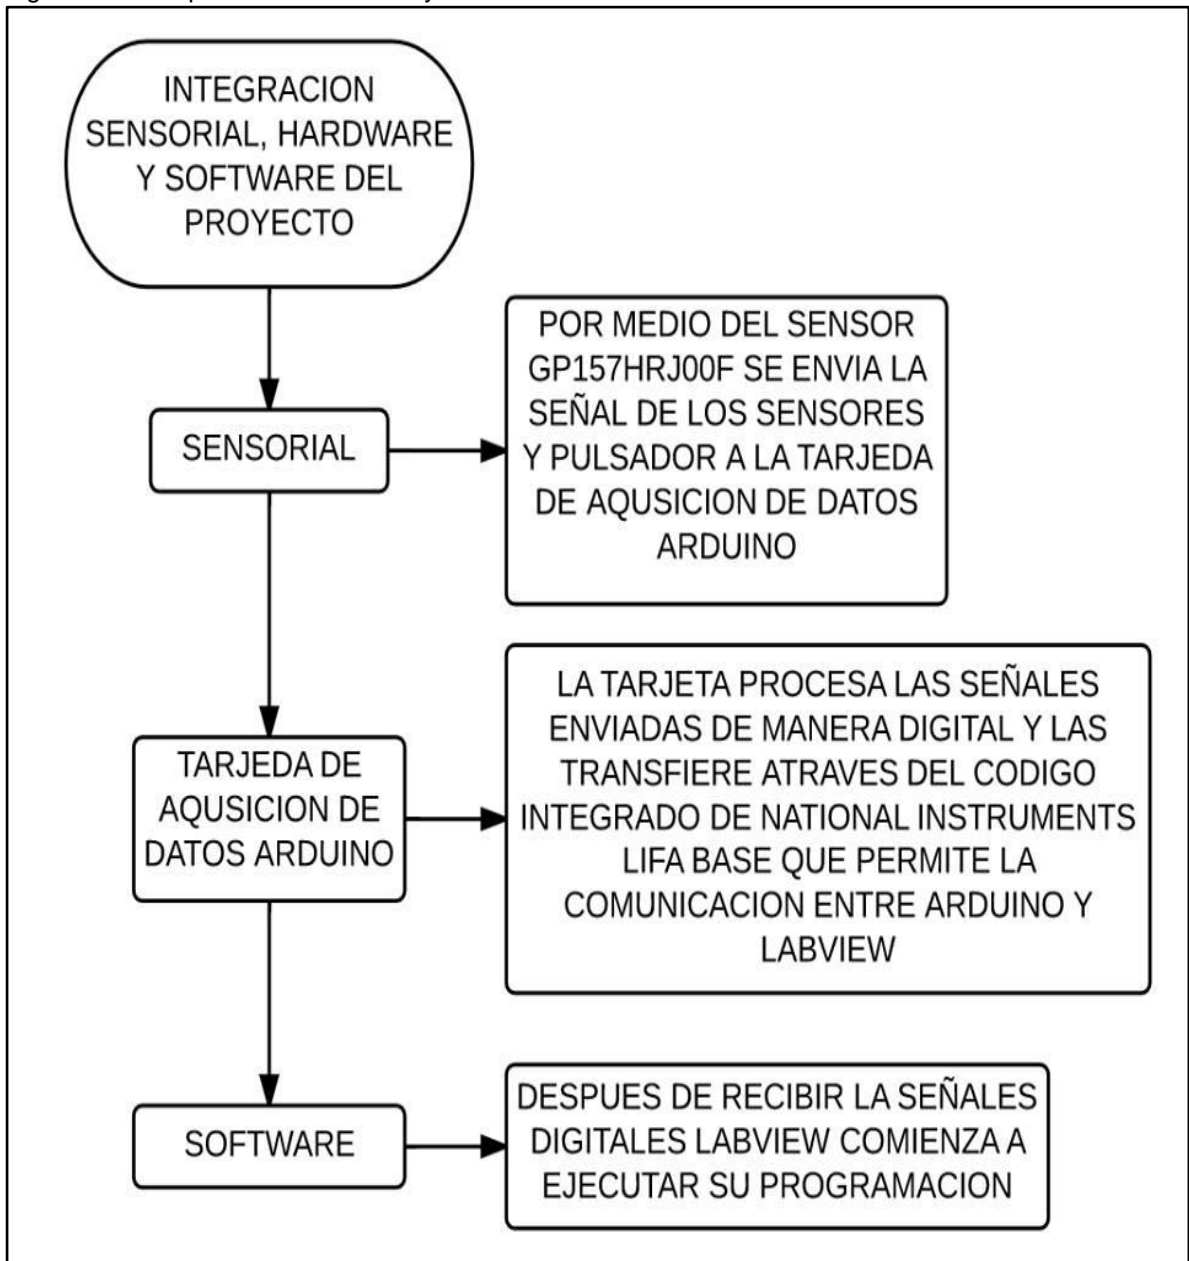 INTEGRACION
SENSORIAL, HARDWARE
Y SOFTWARE DEL
PROYECTO
SENSORIAL
POR MEDIO DEL SENSOR
GP157HRJ00F SE ENVIA LA
SEÑAL DE LOS SENSORES
Y PULSADOR A LA TARJEDA
DE AQUSICION DE DATOS
ARDUINO
TARJEDA DE
AQUSICION DE
DATOS ARDUINO
LA TARJETA PROCESA LAS SEÑALES
ENVIADAS DE MANERA DIGITAL Y LAS
TRANSFIERE ATRAVES DEL CODIGO
INTEGRADO DE NATIONAL INSTRUMENTS
LIFA BASE QUE PERMITE LA
COMUNICACION ENTRE ARDUINO Y
LABVIEW
SOFTWARE
DESPUES DE RECIBIR LA SEÑALES
DIGITALES LABVIEW COMIENZA A
EJECUTAR SU PROGRAMACION